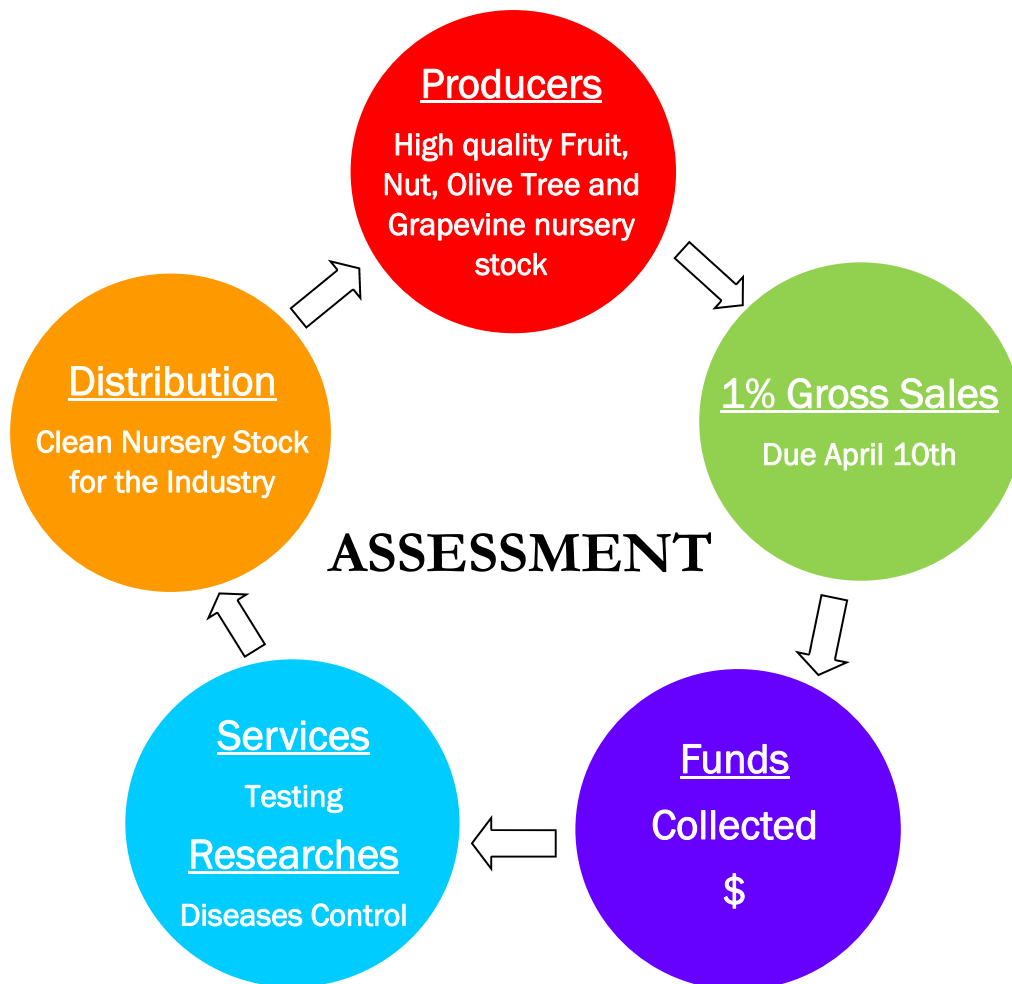 Producers
High quality Fruit,
Nut, Olive Tree and
Grapevine nursery
stock
1% Gross Sales
Due April 10th
Funds
Collected
$
Services
Testing
Researches
Diseases Control
Distribution
Clean Nursery Stock
for the Industry
ASSESSMENT